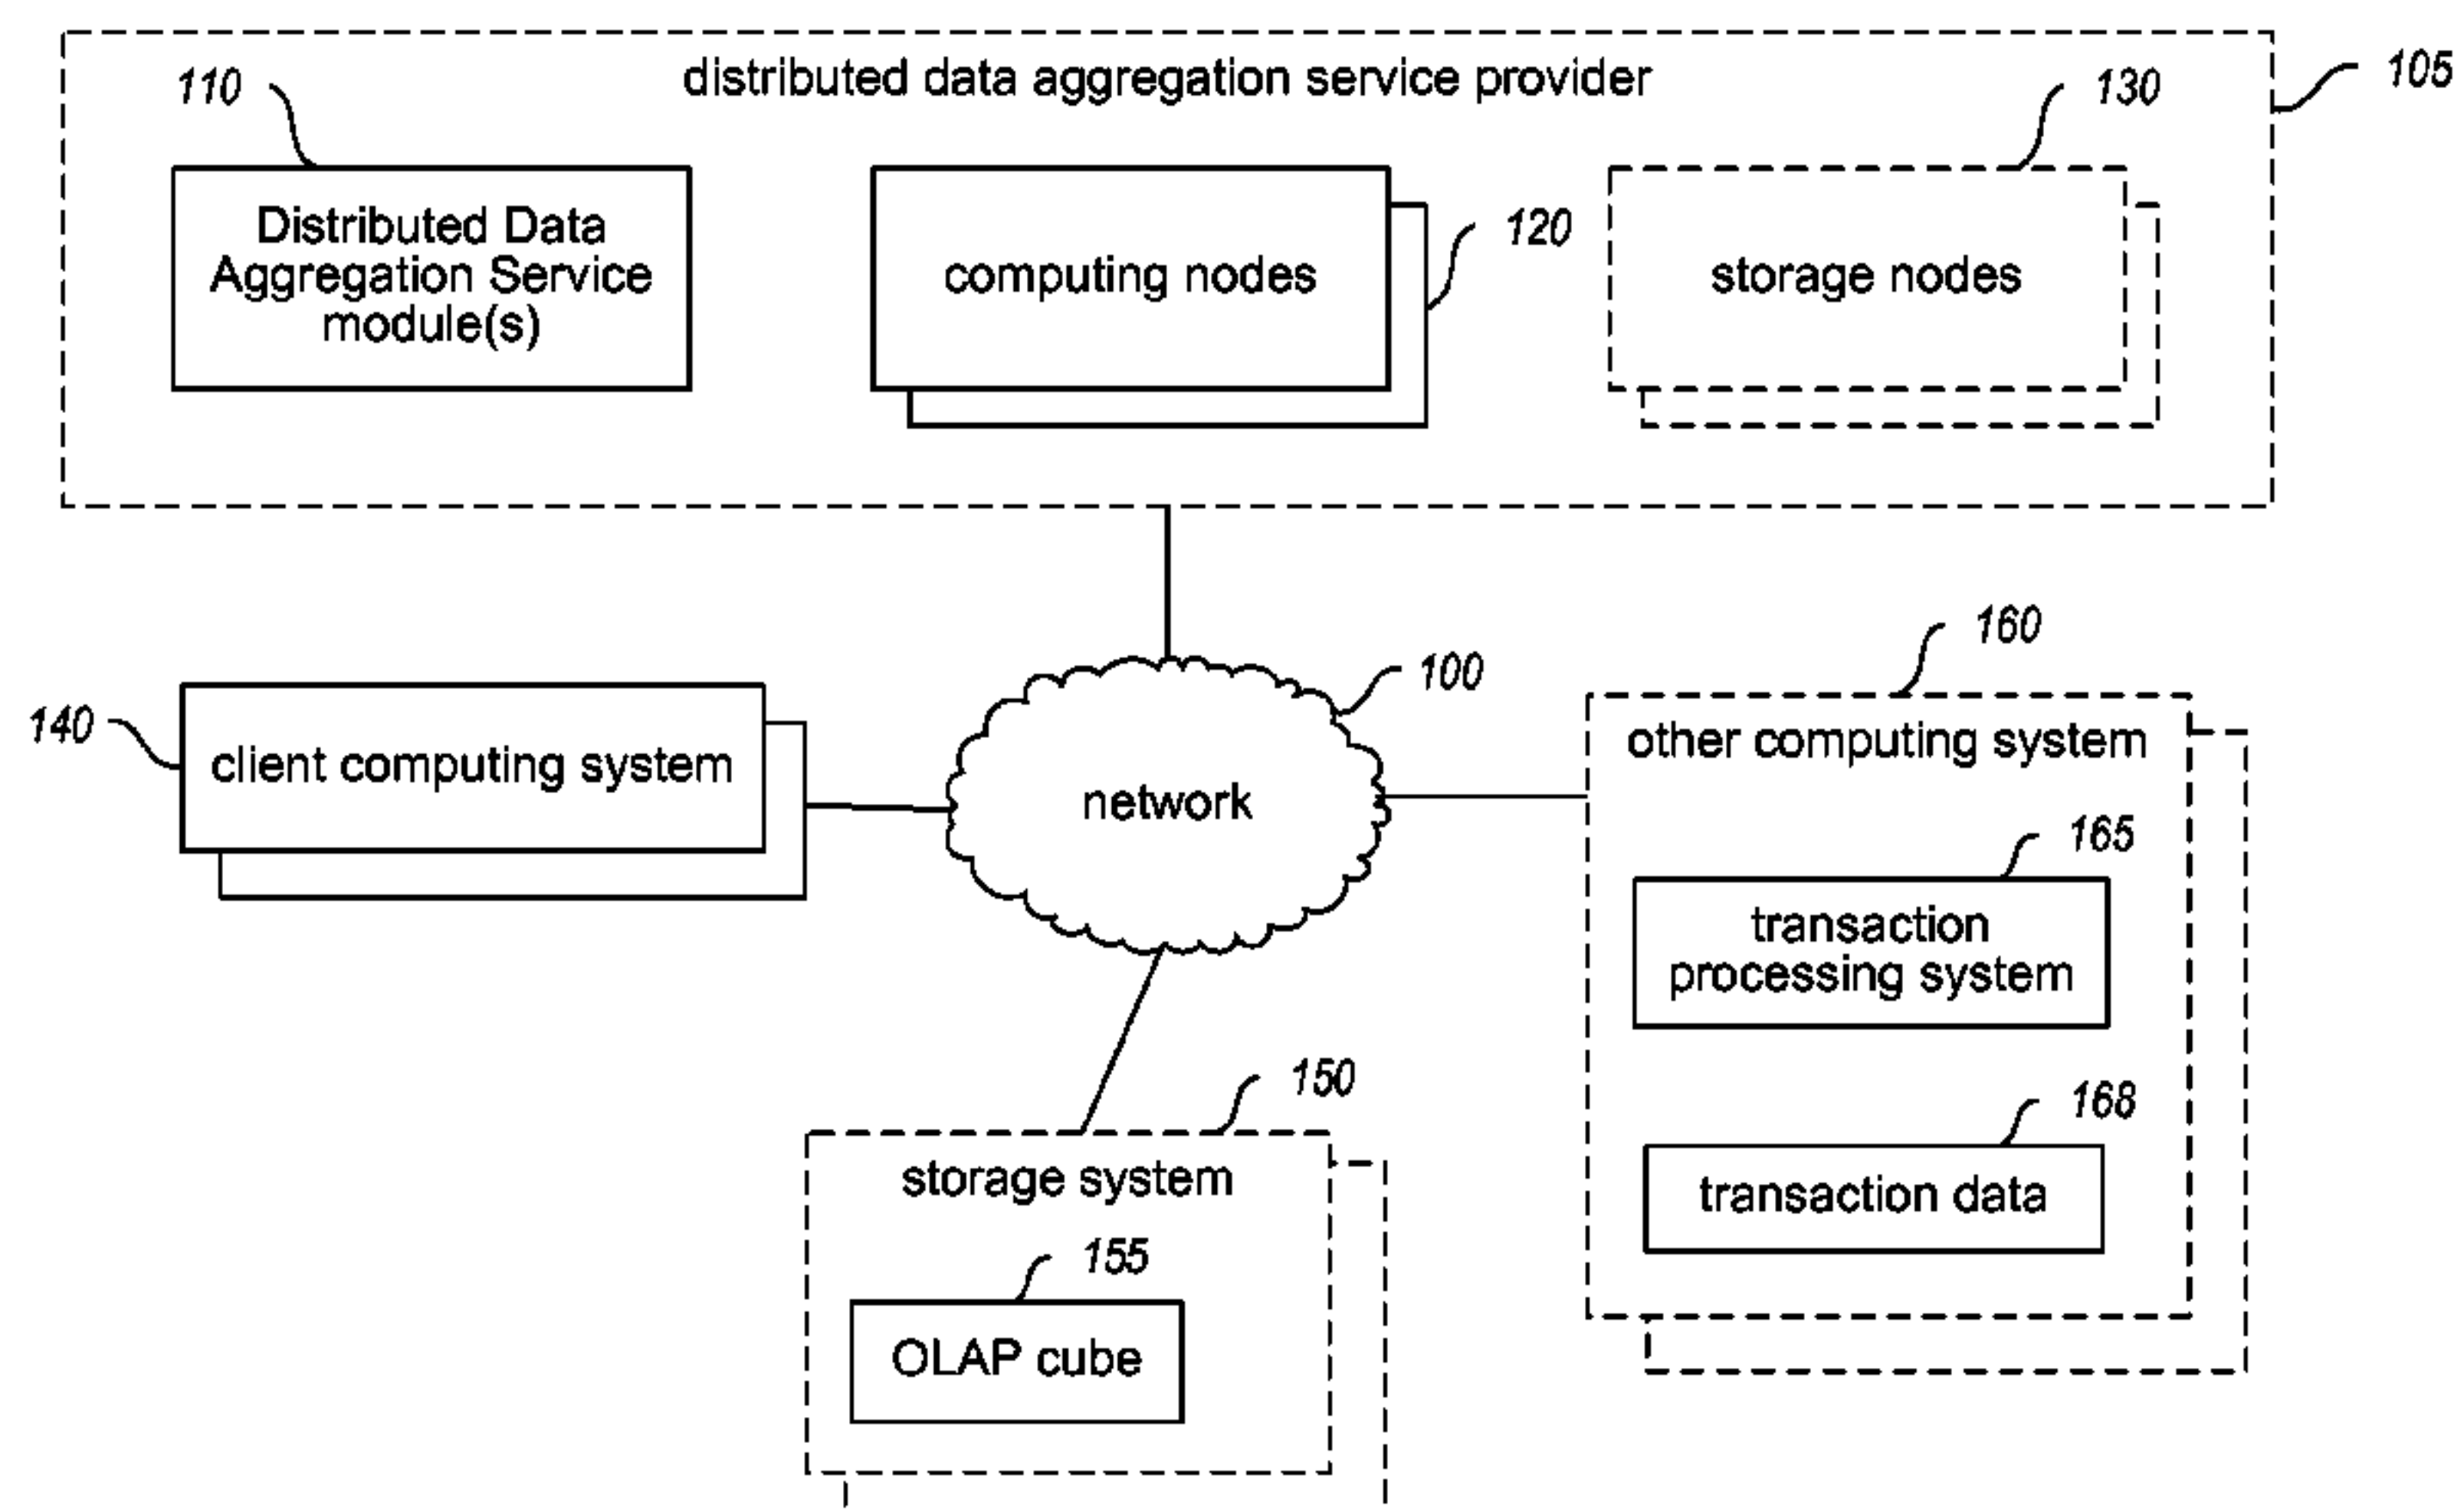 distributed data aggregation service provider
105
110
130
Distributed Data
Aggregation Service
module(s)
computing nodes
120
storage nodes
140
client computing system
100
network
160
other computing system
165
transaction
processing system
168
transaction data
150
storage system
155
OLAP cube